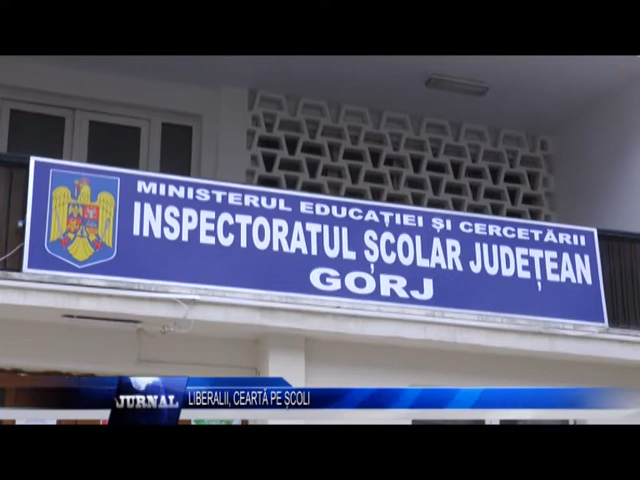 MINISTERUL EDUCAȚIEI ȘI CERCETĂRII
INSPECTORATUL ȘCOLAR JUDEȚEAN
GORJ
JURNAL
LIBERALII, CEARTĂ PE ȘCOLI